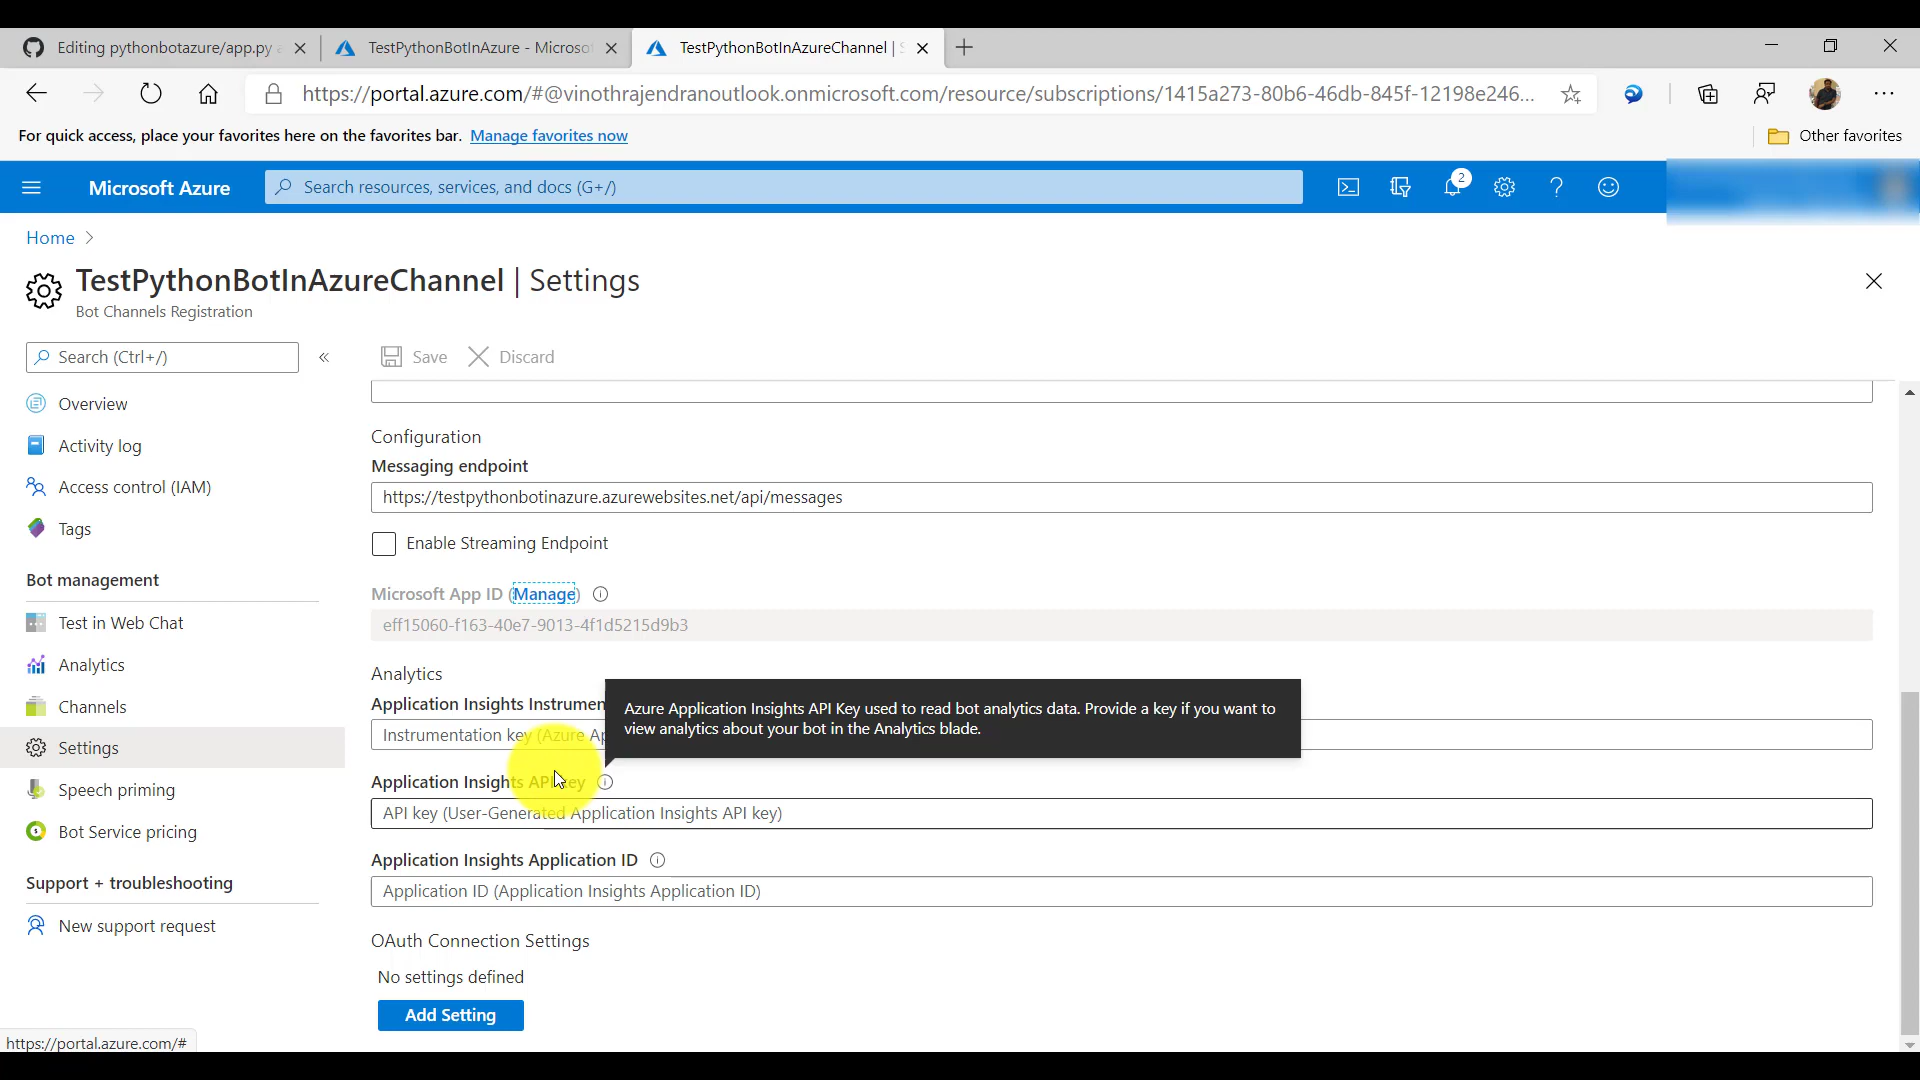 Editing pythonbotazure/app.py a
TestPythonBotInAzure - Microsof
TestPythonBotInAzureChannel | S
https://portal.azure.com/#@vinothrajendranoutlook.onmicrosoft.com/resource/subscriptions/1415a273-80b6-46db-845f-12198e246...
For quick access, place your favorites here on the favorites bar. Manage favorites now
Other favorites
Microsoft Azure
Search resources, services, and docs (G+/)
2
Home
TestPythonBotInAzureChannel | Settings
Bot Channels Registration
Search (Ctrl+/)
«
Save
Discard
Overview
Activity log
Access control (IAM)
Tags
Bot management
Test in Web Chat
Analytics
Channels
Settings
Speech priming
Bot Service pricing
Support + troubleshooting
New support request
Configuration
Messaging endpoint
https://testpythonbotinazure.azurewebsites.net/api/messages
Enable Streaming Endpoint
Microsoft App ID (Manage)
eff15060-f163-40e7-9013-4f1d5215d9b3
Analytics
Application Insights Instrumen
Azure Application Insights API Key used to read bot analytics data. Provide a key if you want to
view analytics about your bot in the Analytics blade.
Instrumentation key (Azure Ap
Application Insights API key
API key (User-Generated Application Insights API key)
Application Insights Application ID
Application ID (Application Insights Application ID)
OAuth Connection Settings
No settings defined
Add Setting
https://portal.azure.com/#